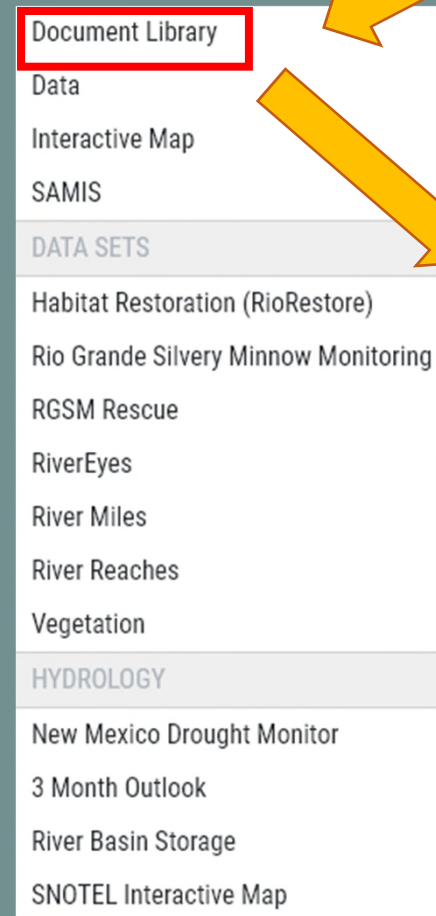 Document Library
Data
Interactive Map
SAMIS
DATA SETS
Habitat Restoration (RioRestore)
Rio Grande Silvery Minnow Monitoring
RGSM Rescue
RiverEyes
River Miles
River Reaches
Vegetation
HYDROLOGY
New Mexico Drought Monitor
3 Month Outlook
River Basin Storage
SNOTEL Interactive Map